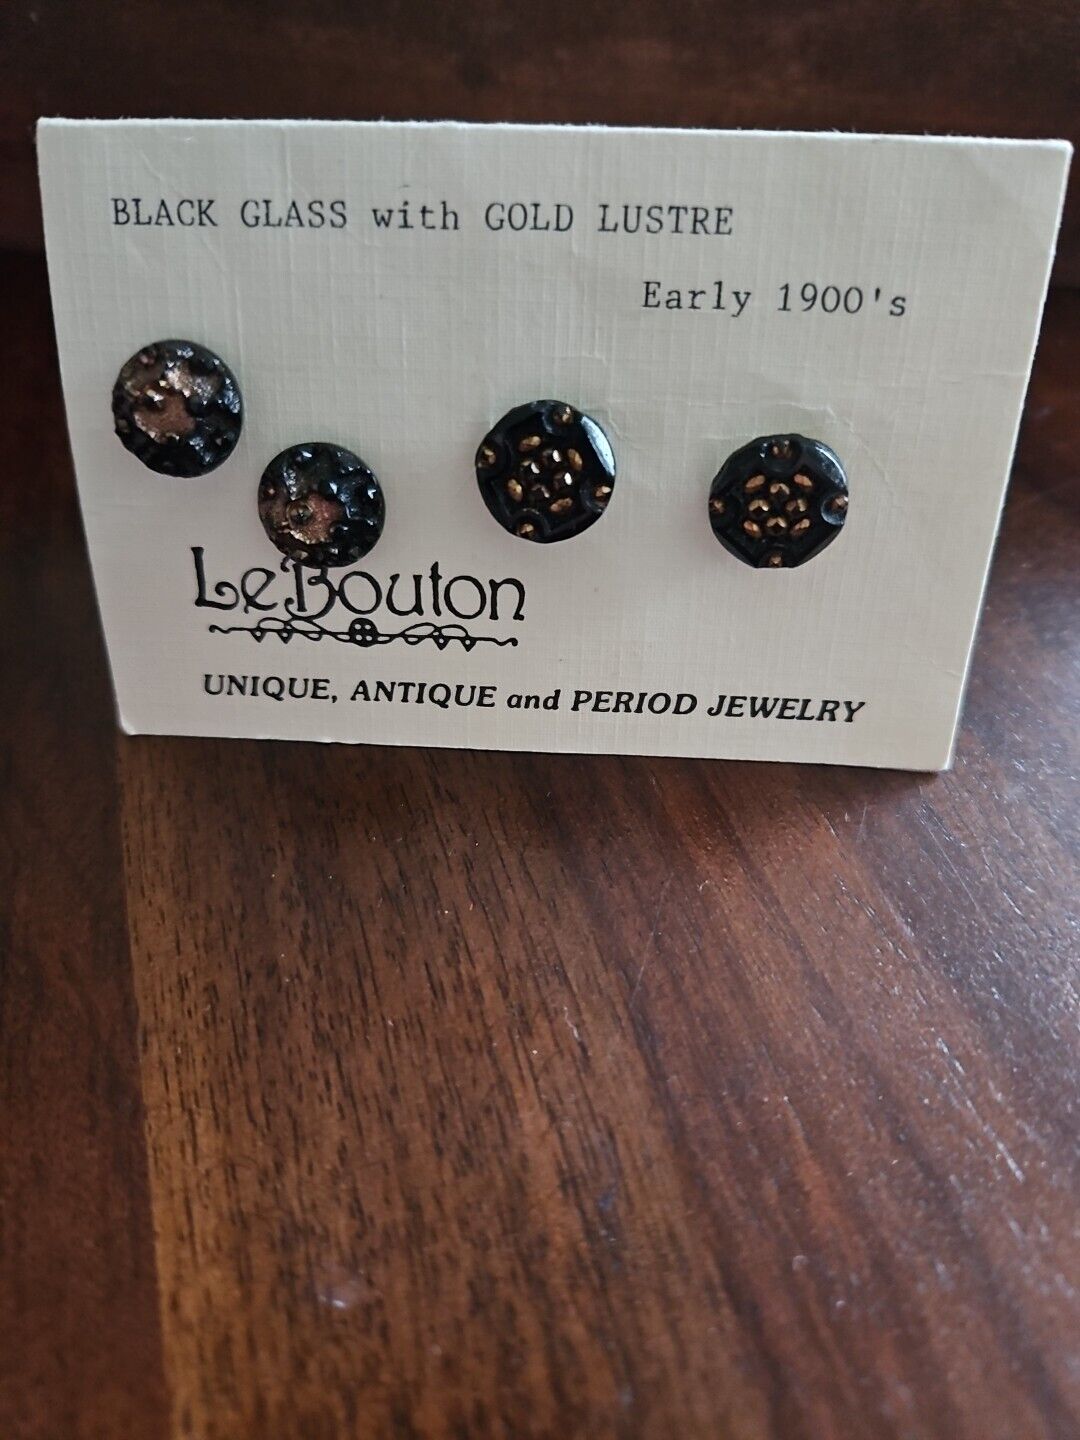 BLACK GLASS with GOLD LUSTRE
Early 1900's
LeBouton
UNIQUE, ANTIQUE and PERIOD JEWELRY